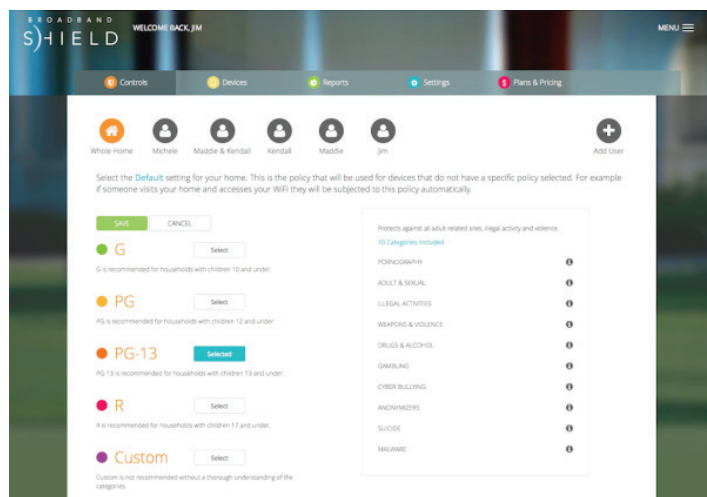 BROADBAND
SHIELD
WELCOME BACK, JIM
MENU
Controls
Devices
Reports
Settings
Plans & Pricing
Whole Home
Michele
Maddie & Kendall
Kendall
Maddie
Jim
Add User
Select the Default setting for your home. This is the policy that will be used for devices that do not have a specific policy selected. For example
if someone visits your home and accesses your WiFi they will be subjected to this policy automatically.
SAVE
CANCEL
G
Select
G is recommended for households with children 10 and under.
PG
Select
PG is recommended for households with children 12 and under.
PG-13
Selected
PG-13 is recommended for households with children 13 and under.
R
Select
R is recommended for households with children 17 and under.
Custom
Select
Custom is not recommended without a thorough understanding of the
categories.
Protects against all adult related sites, illegal activity and violence.
10 Categories Included
PORNOGRAPHY
ADULT & SEXUAL
ILLEGAL ACTIVITIES
WEAPONS & VIOLENCE
DRUGS & ALCOHOL
GAMBLING
CYBER BULLYING
ANONYMIZERS
SUICIDE
MALWARE